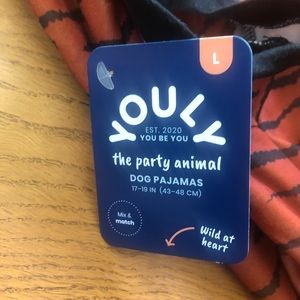 L
YOULY
EST. 2020
YOU BE YOU
the party animal
DOG PAJAMAS
17-19 IN (43-48 CM)
Mix &
match
Wild at
heart